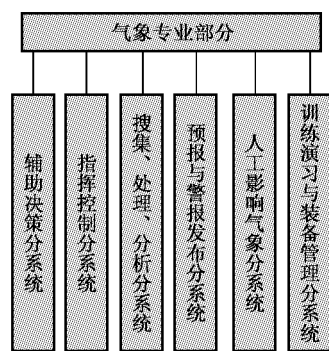 气象专业部分
辅助决策分系统
指挥控制分系统
搜集、处理、分析分系统
预报与警报发布分系统
人工影响气象分系统
训练演习与装备管理分系统